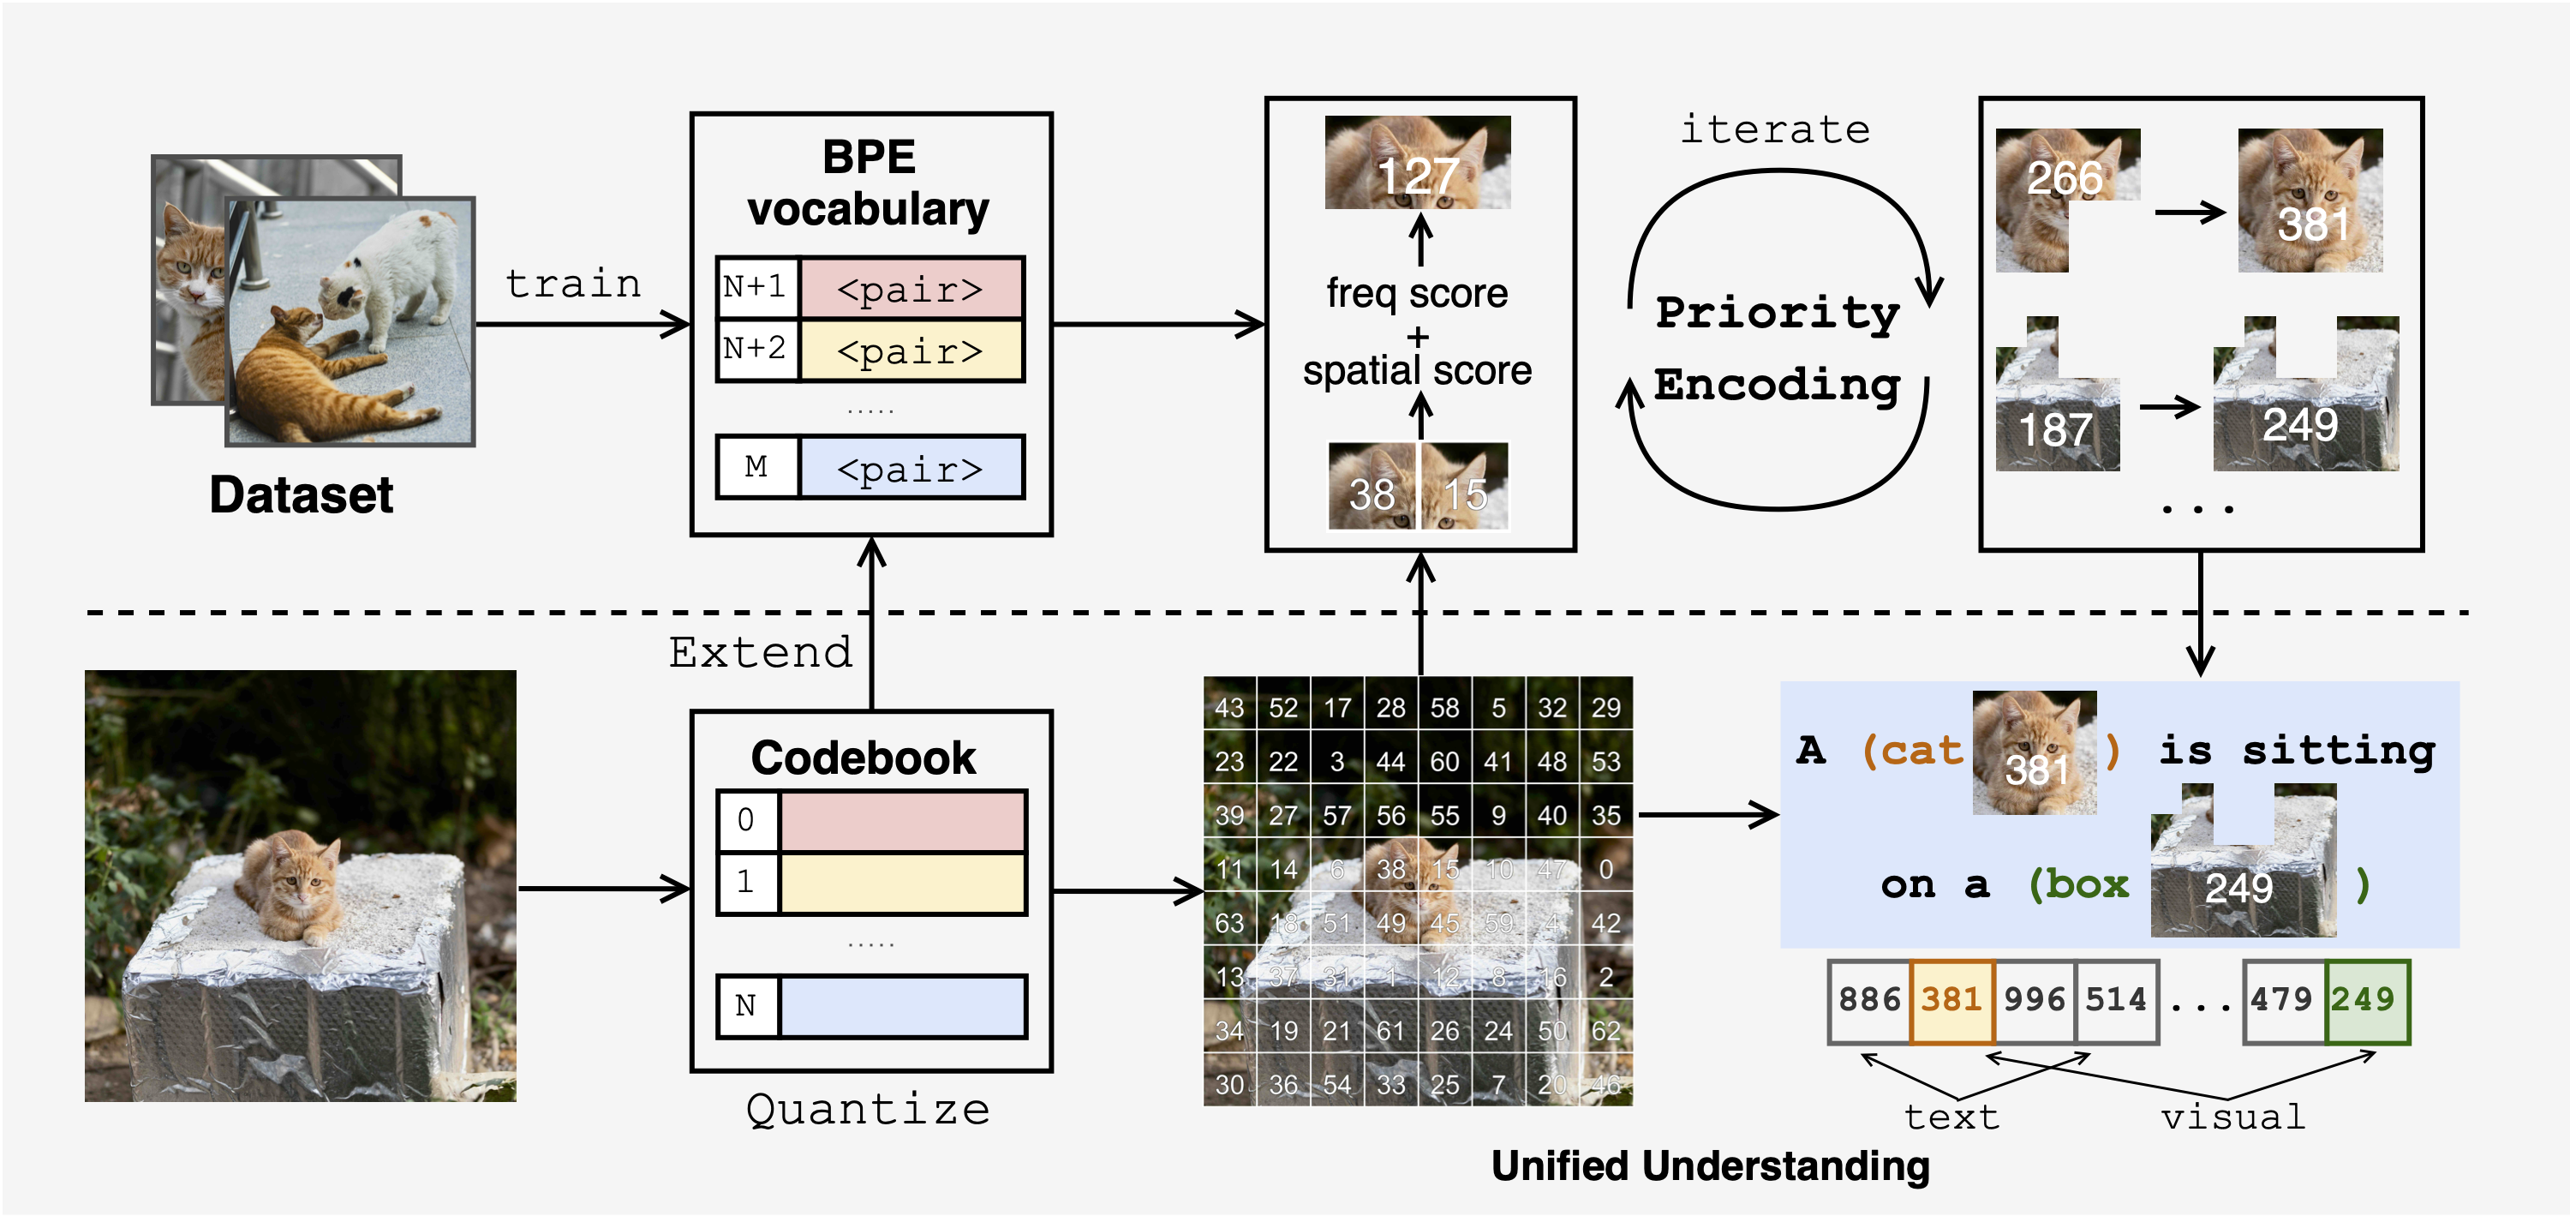 Dataset
train
BPE
vocabulary
N+1 <pair>
N+2 <pair>
.....
M <pair>
127
freq score
+
spatial score
38 15
iterate
Priority
Encoding
266
381
187
249
...
Extend
Codebook
0
1
.....
N
Quantize
43 52 17 28 58 5 32 29
23 22 3 44 60 41 48 53
39 27 57 56 55 9 40 35
11 14 6 38 15 10 47 0
63 18 51 49 45 59 4 42
13 37 31 1 12 8 16 2
34 19 21 61 26 24 50 62
30 36 54 33 25 7 20 46
A (cat 381 ) is sitting
on a (box 249 )
886 381 996 514 ... 479 249
text visual
Unified Understanding